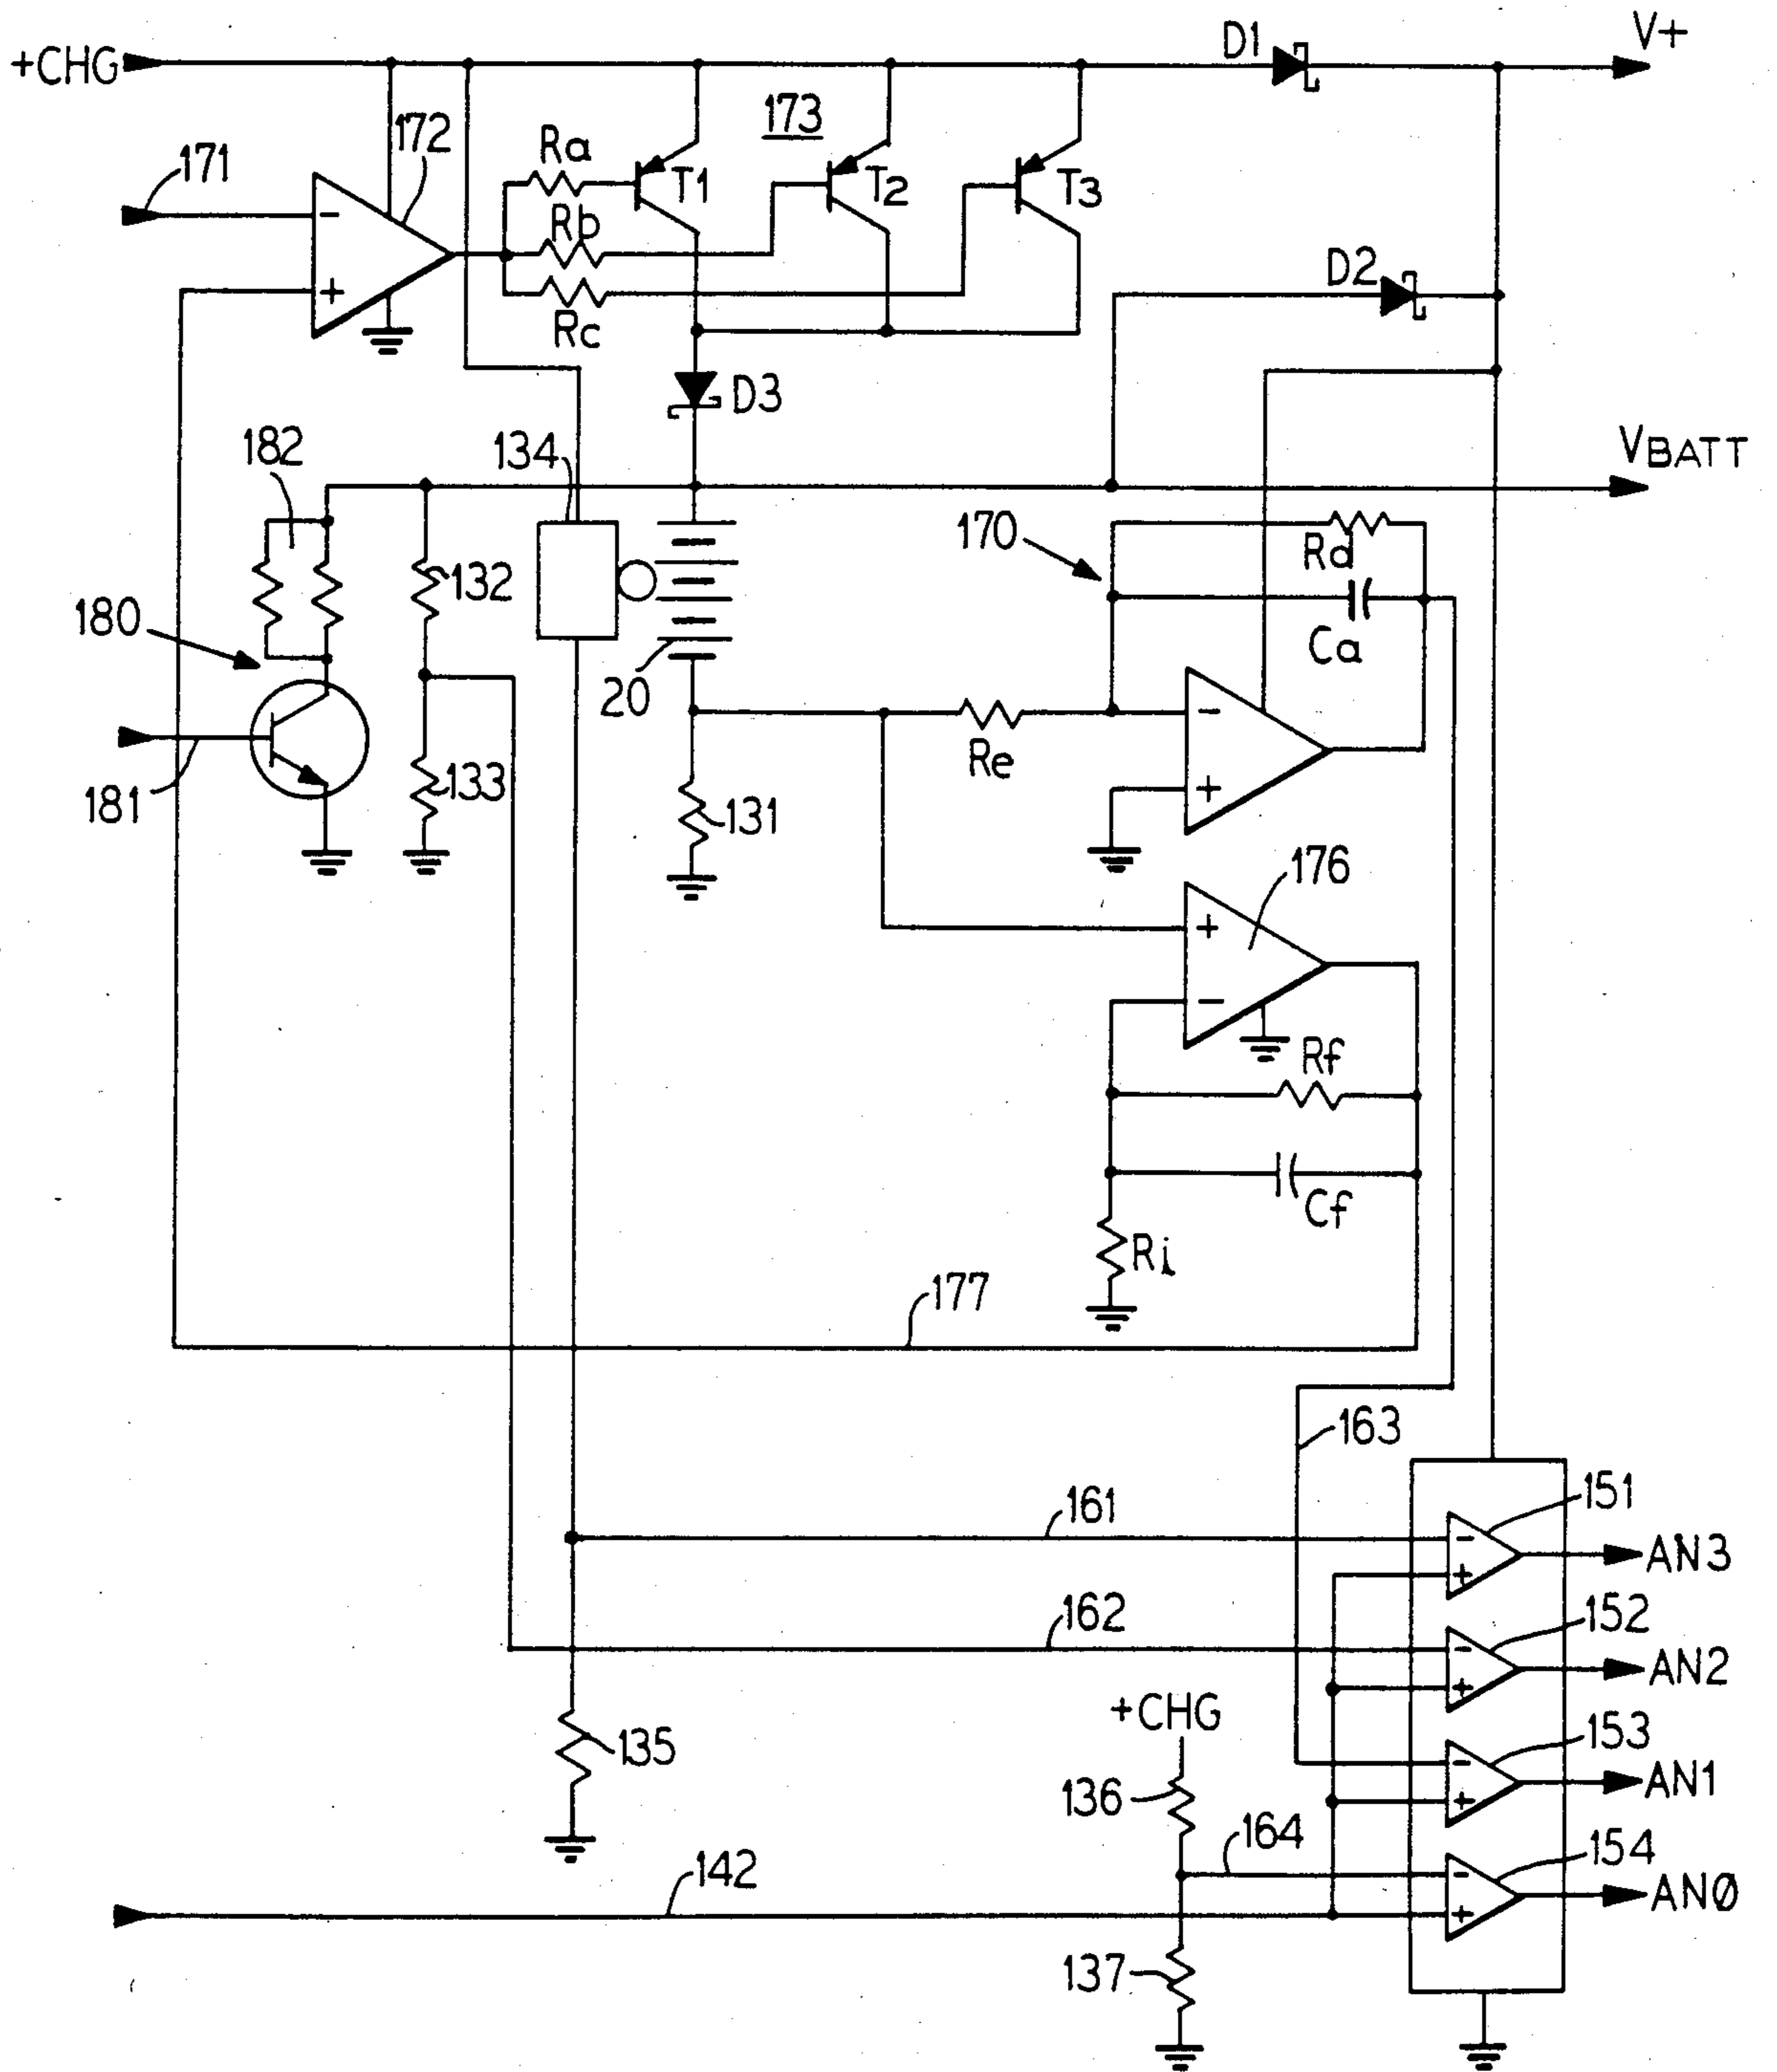 D1
V+
+CHG
173
172
Ra
171
T1
T2
T3
Rb
-
+
Rc
D2
D3
VBATT
182
134
170
Rd
132
180
Ca
20
-
Re
181
133
131
+
176
+
-
Rf
Cf
Ri
177
163
161
151
-
+
AN3
162
152
-
+
AN2
+CHG
153
-
+
AN1
135
136
164
154
142
-
+
AN0
137